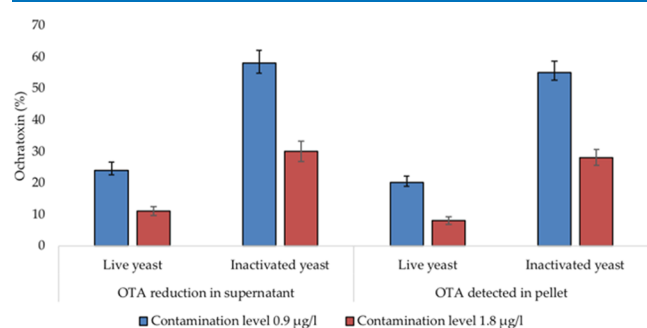 70
60
50
40
30
20
10
0
Ochratoxin (%)
Live yeast Inactivated yeast Live yeast Inactivated yeast
OTA reduction in supernatant OTA detected in pellet
Contamination level 0.9 µg/l Contamination level 1.8 µg/l